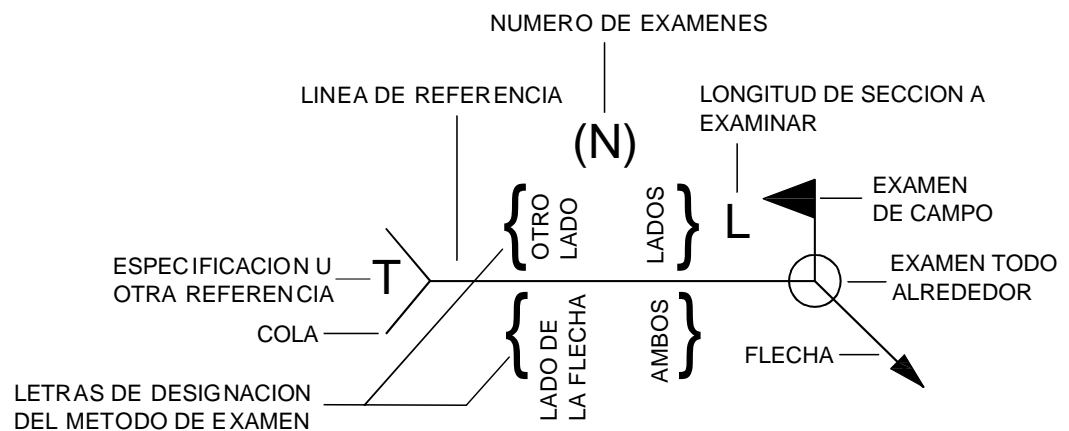 NUMERO DE EXAMENES
LINEA DE REFERENCIA
LONGITUD DE SECCION A
EXAMINAR
(N)
OTRO
LADO
LADOS
L
EXAMEN
DE CAMPO
ESPECIFICACION U
OTRA REFERENCIA
T
EXAMEN TODO
ALREDEDOR
COLA
LADO DE
LA FLECHA
AMBOS
FLECHA
LETRAS DE DESIGNACION
DEL METODO DE EXAMEN